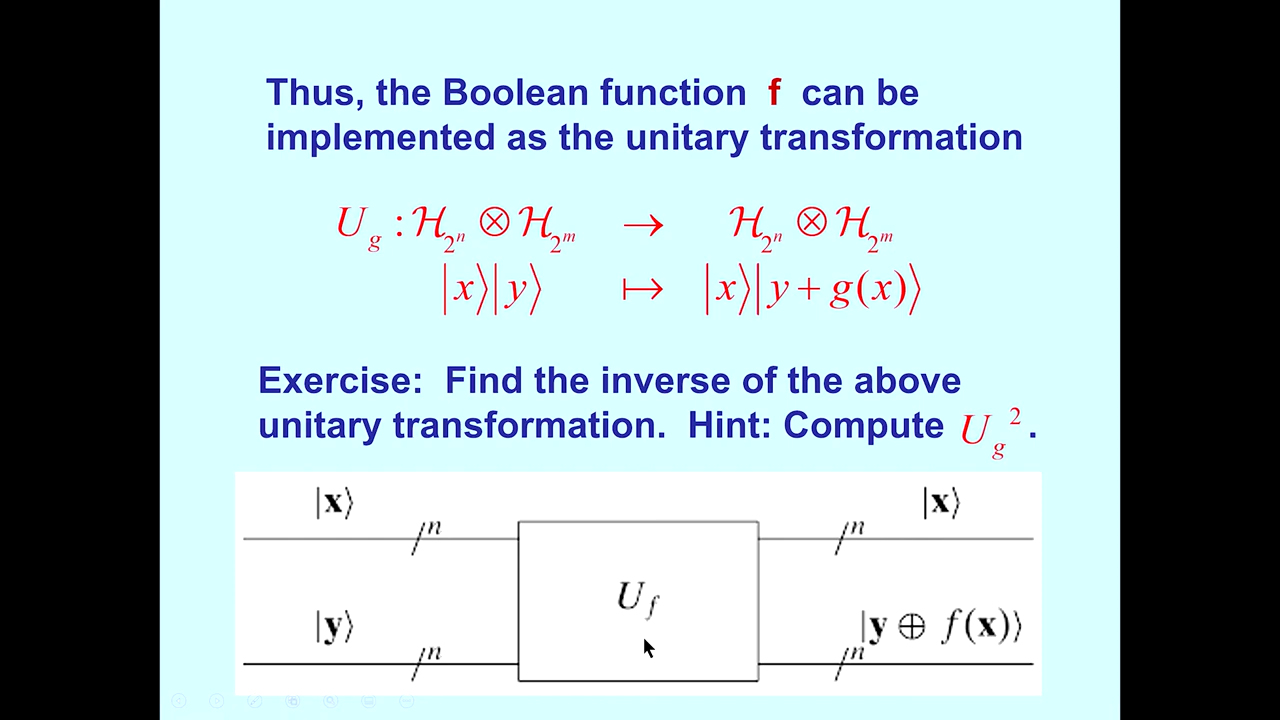 Thus, the Boolean function f can be
implemented as the unitary transformation
U_g : ℋ_{2^n} ⊗ ℋ_{2^m} → ℋ_{2^n} ⊗ ℋ_{2^m}
|x⟩|y⟩ ↦ |x⟩|y + g(x)⟩
Exercise: Find the inverse of the above
unitary transformation. Hint: Compute U_g^2 .
|x⟩ |x⟩
n n
U_f
|y⟩ |y ⊕ f(x)⟩
n n